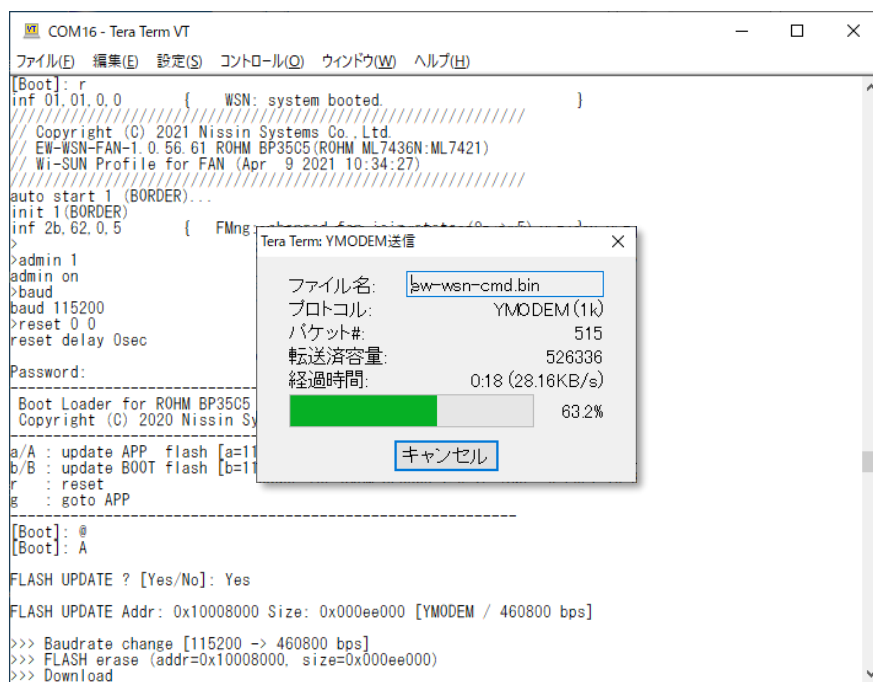 COM16 - Tera Term VT
ファイル(F) 編集(E) 設定(S) コントロール(O) ウィンドウ(W) ヘルプ(H)
[Boot]: r
inf 01,01,0,0 { WSN: system booted. }
////////////////////////////////////////////////////////////
// Copyright (C) 2021 Nissin Systems Co.,Ltd.
// EW-WSN-FAN-1.0.56.61 ROHM BP35C5(ROHM ML7436N:ML7421)
// Wi-SUN Profile for FAN (Apr 9 2021 10:34:27)
////////////////////////////////////////////////////////////
auto start 1 (BORDER)...
init 1(BORDER)
inf 2b,62,0,5 { FMng:
>
>admin 1
admin on
>baud
baud 115200
>reset 0 0
reset delay 0sec
Password:
Boot Loader for ROHM BP35C5
Copyright (C) 2020 Nissin Sy
a/A : update APP flash [a=11
b/B : update BOOT flash [b=11
r : reset
g : goto APP
------------------------------------------------------------
[Boot]: @
[Boot]: A
FLASH UPDATE ? [Yes/No]: Yes
FLASH UPDATE Addr: 0x10008000 Size: 0x000ee000 [YMODEM / 460800 bps]
>>> Baudrate change [115200 -> 460800 bps]
>>> FLASH erase (addr=0x10008000, size=0x000ee000)
>>> Download
Tera Term: YMODEM送信
ファイル名: ew-wsn-cmd.bin
プロトコル: YMODEM (1k)
パケット#: 515
転送済容量: 526336
経過時間: 0:18 (28.16KB/s)
63.2%
キャンセル